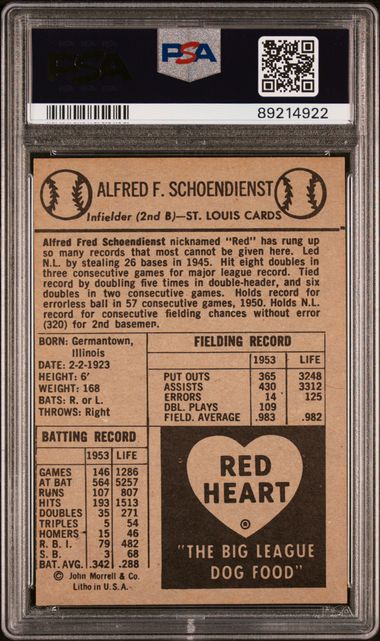 PSA
PSA
89214922
ALFRED F. SCHOENDIENST
Infielder (2nd B)—ST. LOUIS CARDS
Alfred Fred Schoendienst nicknamed "Red" has rung up
so many records that most cannot be given here. Led
N.L. by stealing 26 bases in 1945. Hit eight doubles in
three consecutive games for major league record. Tied
record by doubling five times in double-header, and six
doubles in two consecutive games. Holds record for
errorless ball in 57 consecutive games, 1950. Holds N.L.
record for consecutive fielding chances without error
(320) for 2nd basemen.
BORN: Germantown,
Illinois
DATE: 2-2-1923
HEIGHT: 6'
WEIGHT: 168
BATS: R. or L.
THROWS: Right
FIELDING RECORD
1953 LIFE
PUT OUTS 365 3248
ASSISTS 430 3312
ERRORS 14 125
DBL. PLAYS 109
FIELD. AVERAGE .983 .982
BATTING RECORD
1953 LIFE
GAMES 146 1286
AT BAT 564 5257
RUNS 107 807
HITS 193 1513
DOUBLES 35 271
TRIPLES 5 54
HOMERS 15 46
R. B. I. 79 482
S. B. 3 68
BAT. AVG. .342 .288
© John Morrell & Co.
Litho in U.S.A.
RED
HEART
®
"THE BIG LEAGUE
DOG FOOD"